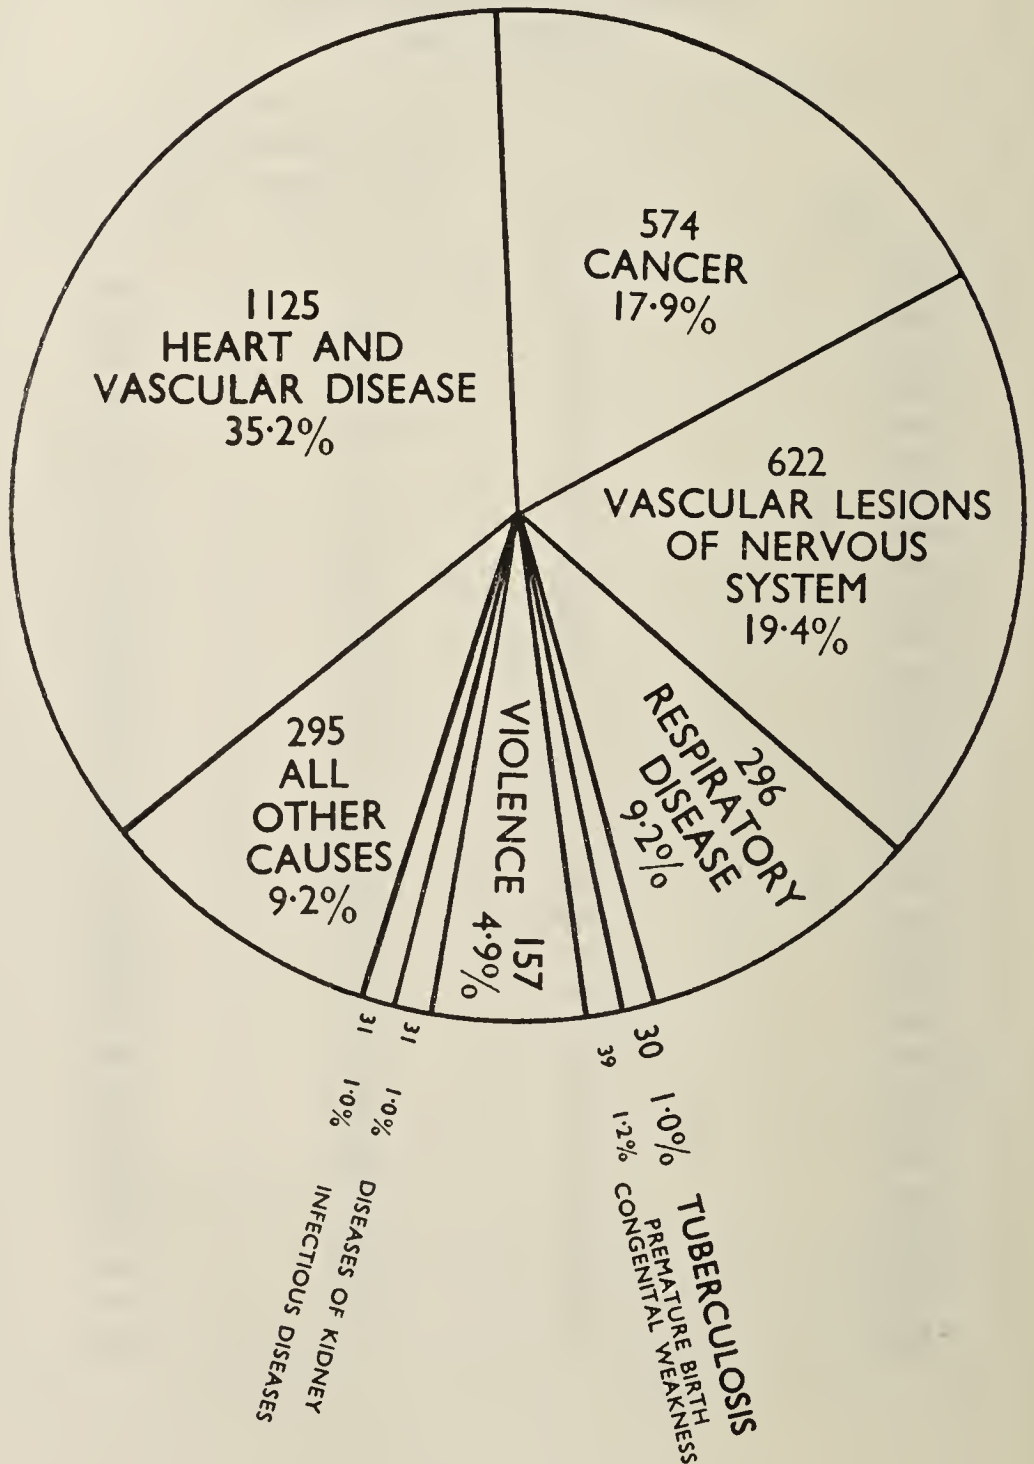 574
CANCER
17·9%
1125
HEART AND
VASCULAR DISEASE
35·2%
622
VASCULAR LESIONS
OF NERVOUS
SYSTEM
19·4%
296
RESPIRATORY
DISEASE
9·2%
VIOLENCE 157
4·9%
295
ALL
OTHER
CAUSES
9·2%
30 1·0% TUBERCULOSIS
39 1·2% PREMATURE BIRTH
CONGENITAL WEAKNESS
31 1·0% DISEASES OF KIDNEY
31 1·0% INFECTIOUS DISEASES